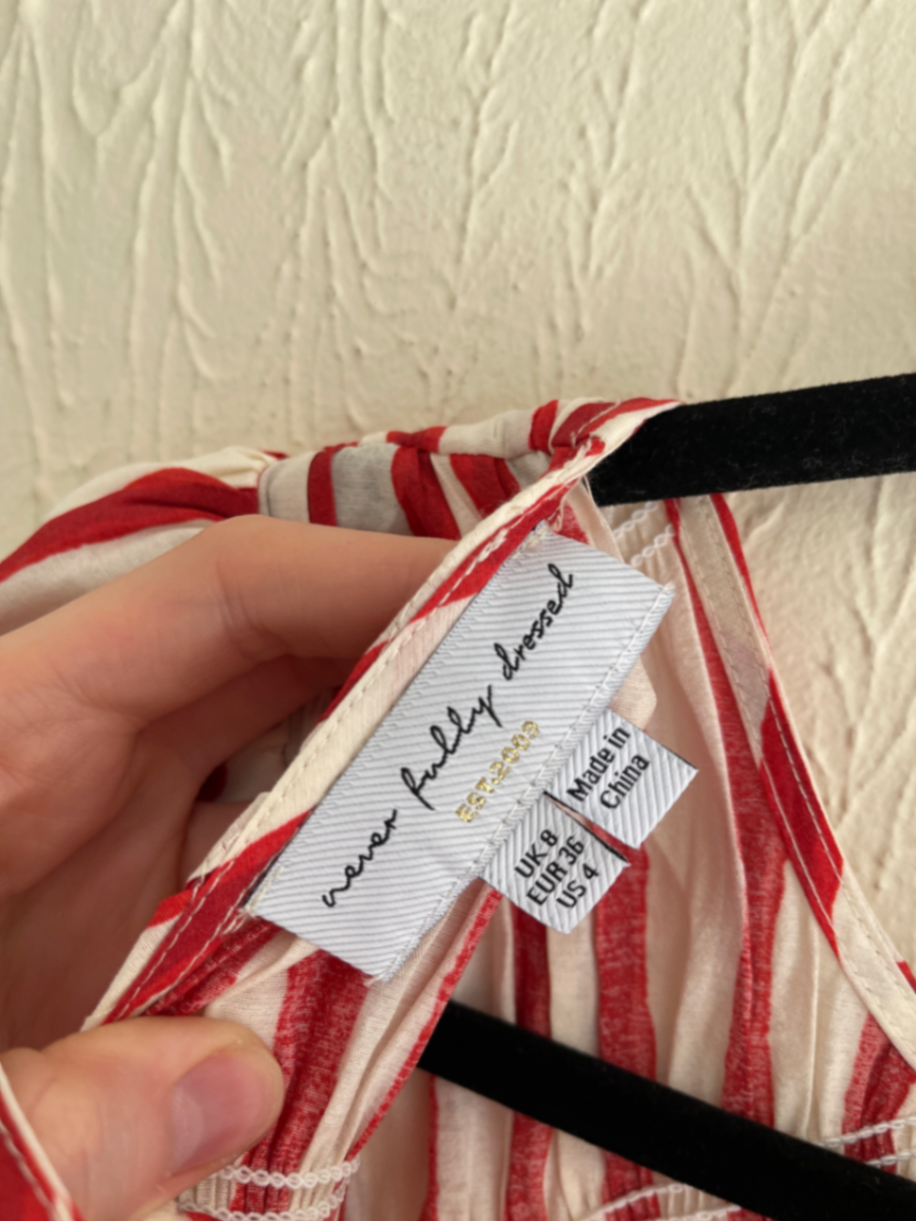 never fully dressed
EST.2009
Made in
China
UK 8
EUR 36
US 4